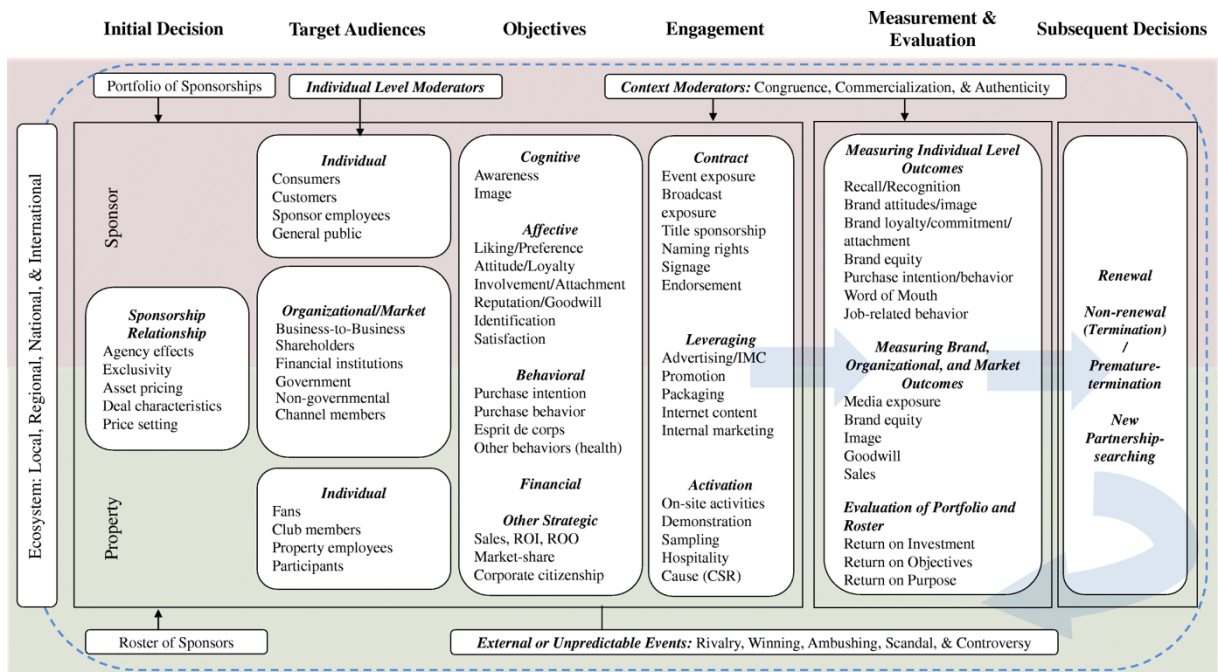 Initial Decision
Target Audiences
Objectives
Engagement
Measurement &
Evaluation
Subsequent Decisions
Portfolio of Sponsorships
Individual Level Moderators
Context Moderators: Congruence, Commercialization, & Authenticity
Ecosystem: Local, Regional, National, & International
Sponsor
Property
Sponsorship
Relationship
Agency effects
Exclusivity
Asset pricing
Deal characteristics
Price setting
Individual
Consumers
Customers
Sponsor employees
General public
Organizational/Market
Business-to-Business
Shareholders
Financial institutions
Government
Non-governmental
Channel members
Individual
Fans
Club members
Property employees
Participants
Cognitive
Awareness
Image
Affective
Liking/Preference
Attitude/Loyalty
Involvement/Attachment
Reputation/Goodwill
Identification
Satisfaction
Behavioral
Purchase intention
Purchase behavior
Esprit de corps
Other behaviors (health)
Financial
Other Strategic
Sales, ROI, ROO
Market-share
Corporate citizenship
Contract
Event exposure
Broadcast
exposure
Title sponsorship
Naming rights
Signage
Endorsement
Leveraging
Advertising/IMC
Promotion
Packaging
Internet content
Internal marketing
Activation
On-site activities
Demonstration
Sampling
Hospitality
Cause (CSR)
Measuring Individual Level
Outcomes
Recall/Recognition
Brand attitudes/image
Brand loyalty/commitment/
attachment
Brand equity
Purchase intention/behavior
Word of Mouth
Job-related behavior
Measuring Brand,
Organizational, and Market
Outcomes
Media exposure
Brand equity
Image
Goodwill
Sales
Evaluation of Portfolio and
Roster
Return on Investment
Return on Objectives
Return on Purpose
Renewal
Non-renewal
(Termination)
/
Premature-
termination
New
Partnership-
searching
Roster of Sponsors
External or Unpredictable Events: Rivalry, Winning, Ambushing, Scandal, & Controversy